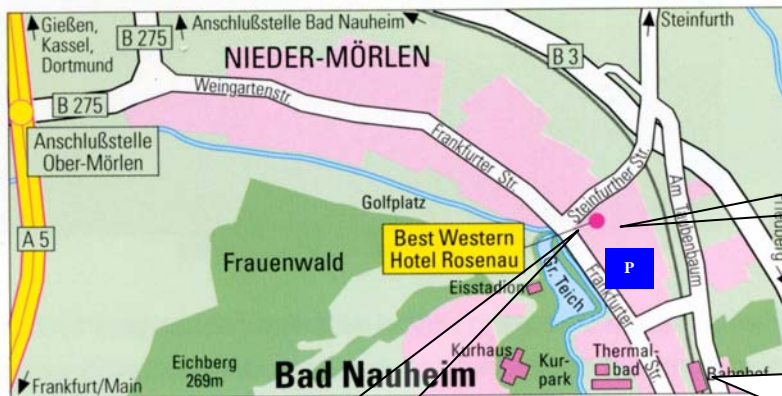 Gießen,
Kassel,
Dortmund
B 275
Anschlußstelle Bad Nauheim
Steinfurth
NIEDER-MÖRLEN
B 3
Weingartenstr.
B 275
Anschlußstelle
Ober-Mörlen
Frankfurter Str.
Steinfurther Str.
Am Taubenbaum
Friedberg
Golfplatz
A 5
Best Western
Hotel Rosenau
Frauenwald
P
Gr. Teich
Eisstadion
Frankfurter
Str.
Eichberg
269m
Bad Nauheim
Kurhaus
Kur-
park
Thermal-
bad
Bahnhof
Frankfurt/Main